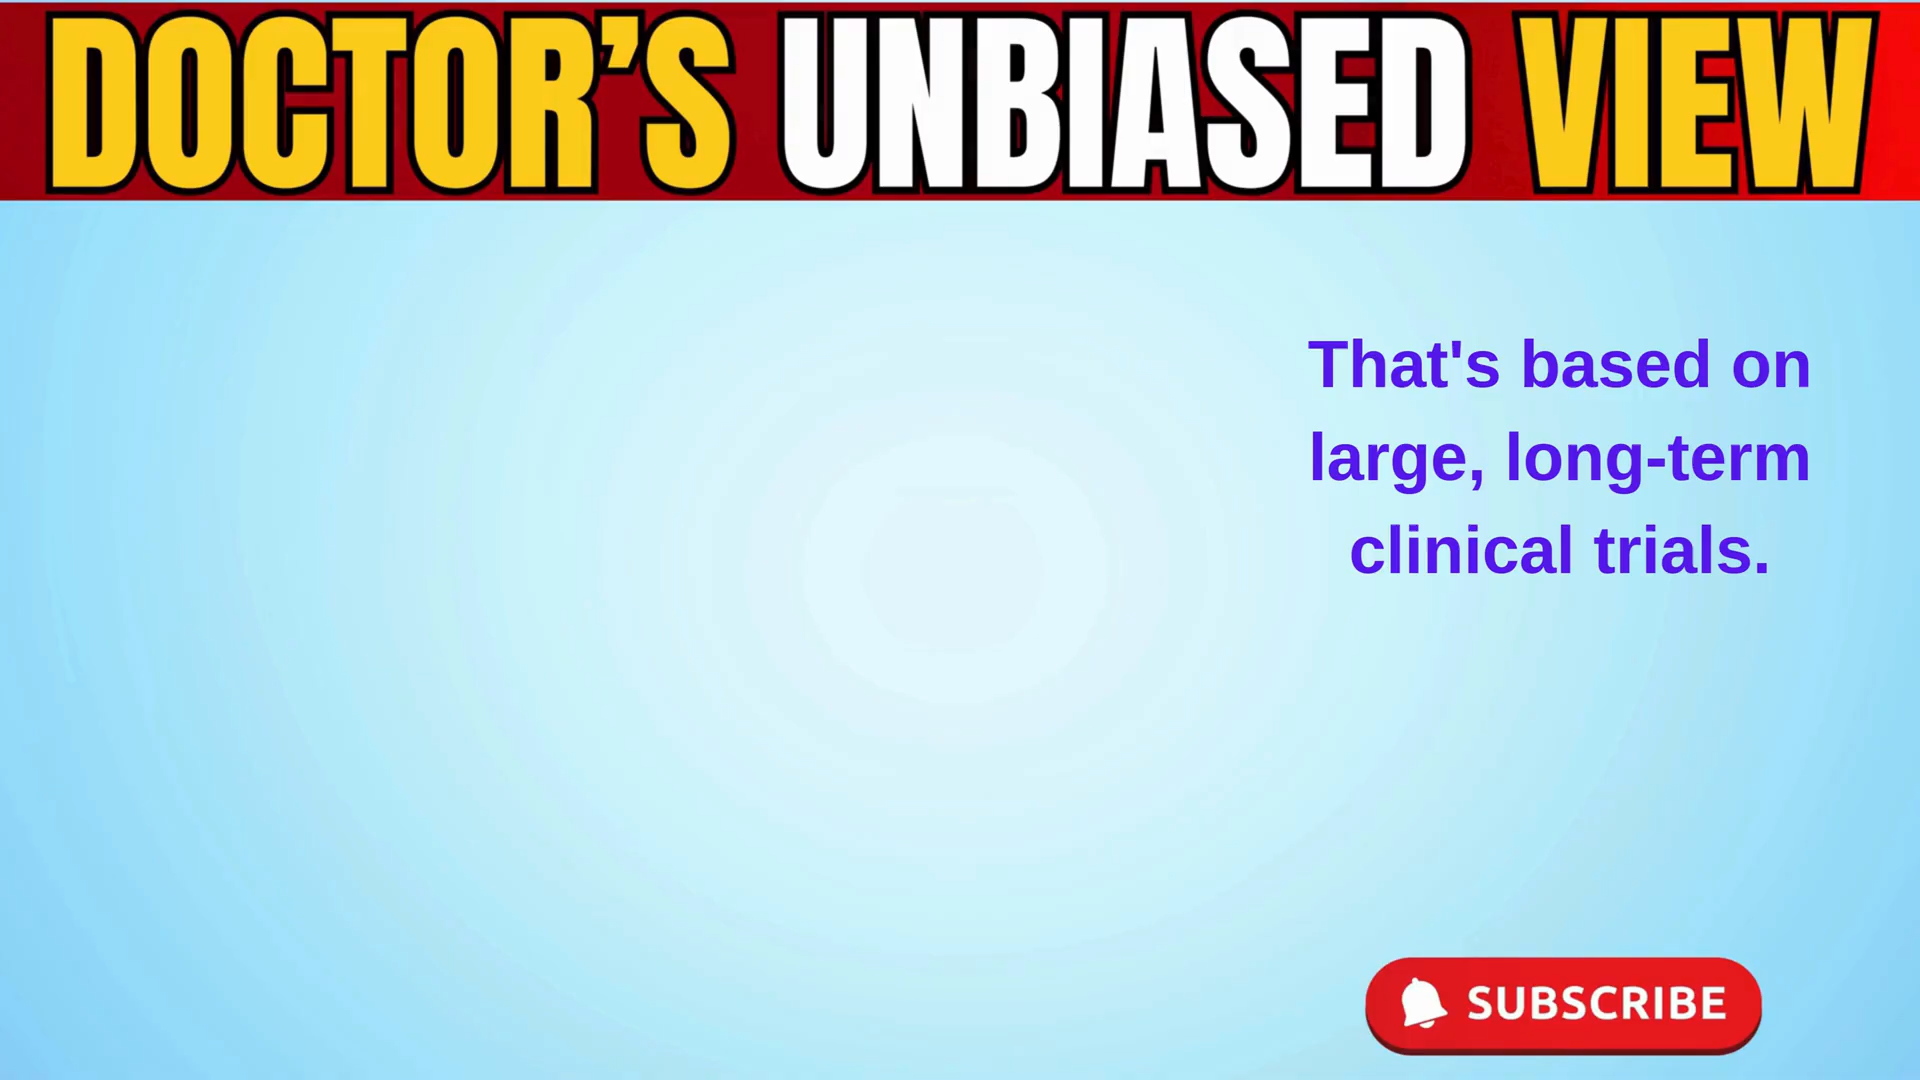 DOCTOR’S UNBIASED VIEW
That's based on
large, long-term
clinical trials.
SUBSCRIBE